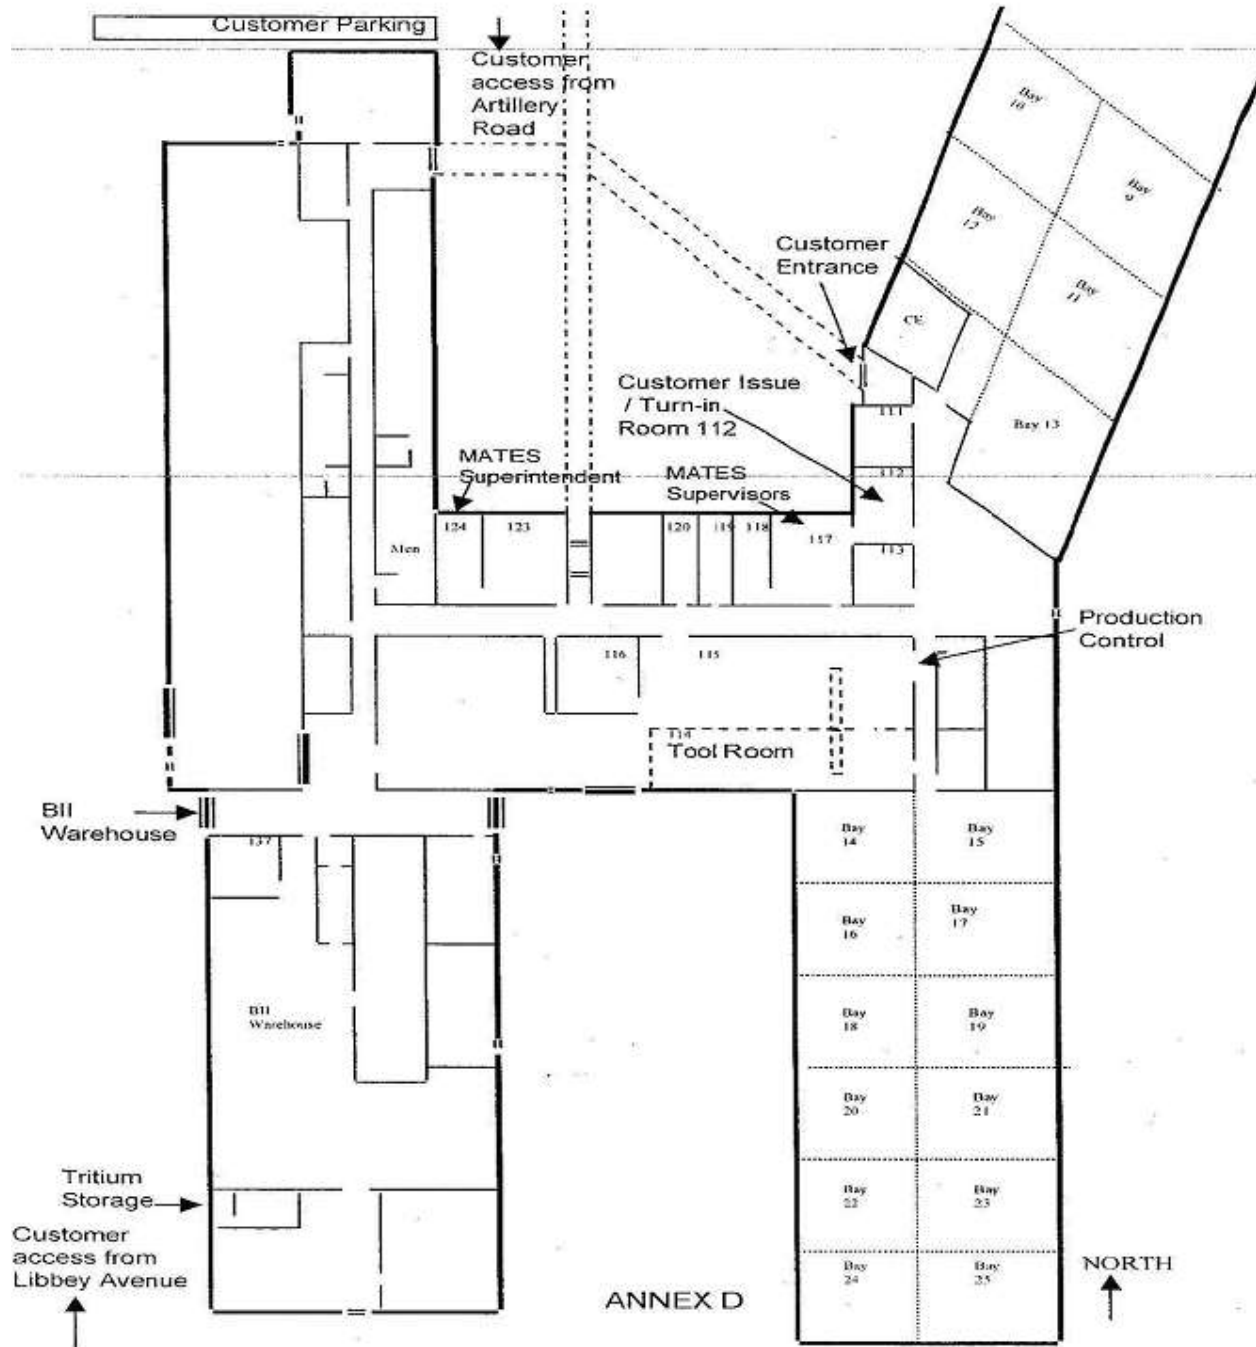 Customer Parking
Customer
access from
Artillery
Road
Bay
10
Bay
9
Bay
12
Bay
11
Customer
Entrance
CE
Bay 13
Customer Issue
/ Turn-in
Room 112
111
112
113
MATES
Superintendent
MATES
Supervisors
124
123
120
119
118
117
Men
Production
Control
116
115
114
Tool Room
BII
Warehouse
137
Bay
14
Bay
15
Bay
16
Bay
17
BII
Warehouse
Bay
18
Bay
19
Bay
20
Bay
21
Tritium
Storage
Bay
22
Bay
23
Customer
access from
Libbey Avenue
Bay
24
Bay
25
NORTH
ANNEX D